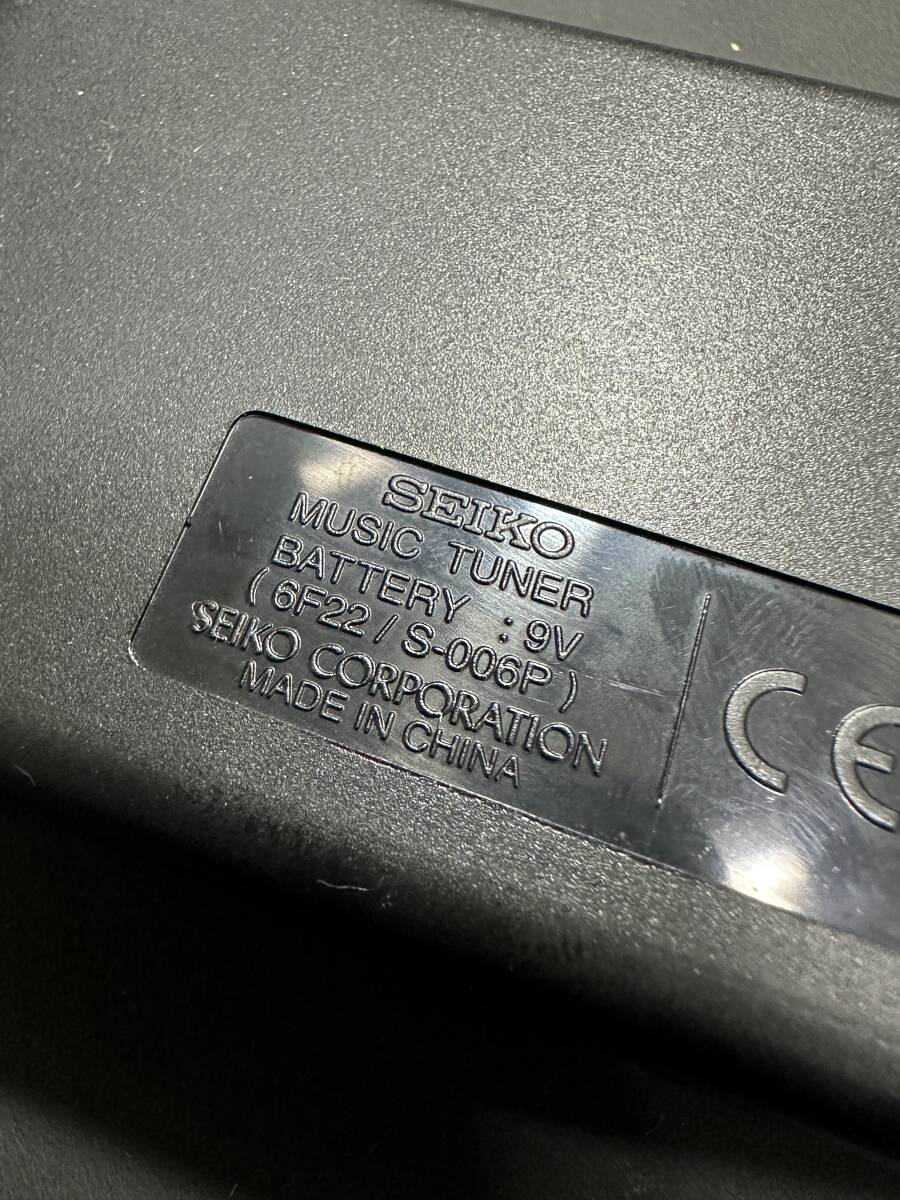 SEIKO
MUSIC TUNER
BATTERY : 9V
( 6F22 / S-006P )
SEIKO CORPORATION
MADE IN CHINA
CE